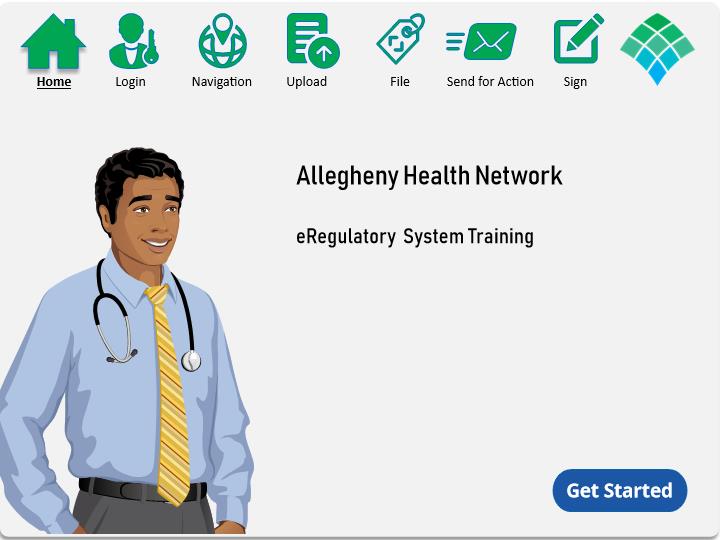 Home
Login
Navigation
Upload
File
Send for Action
Sign
Allegheny Health Network
eRegulatory System Training
Get Started